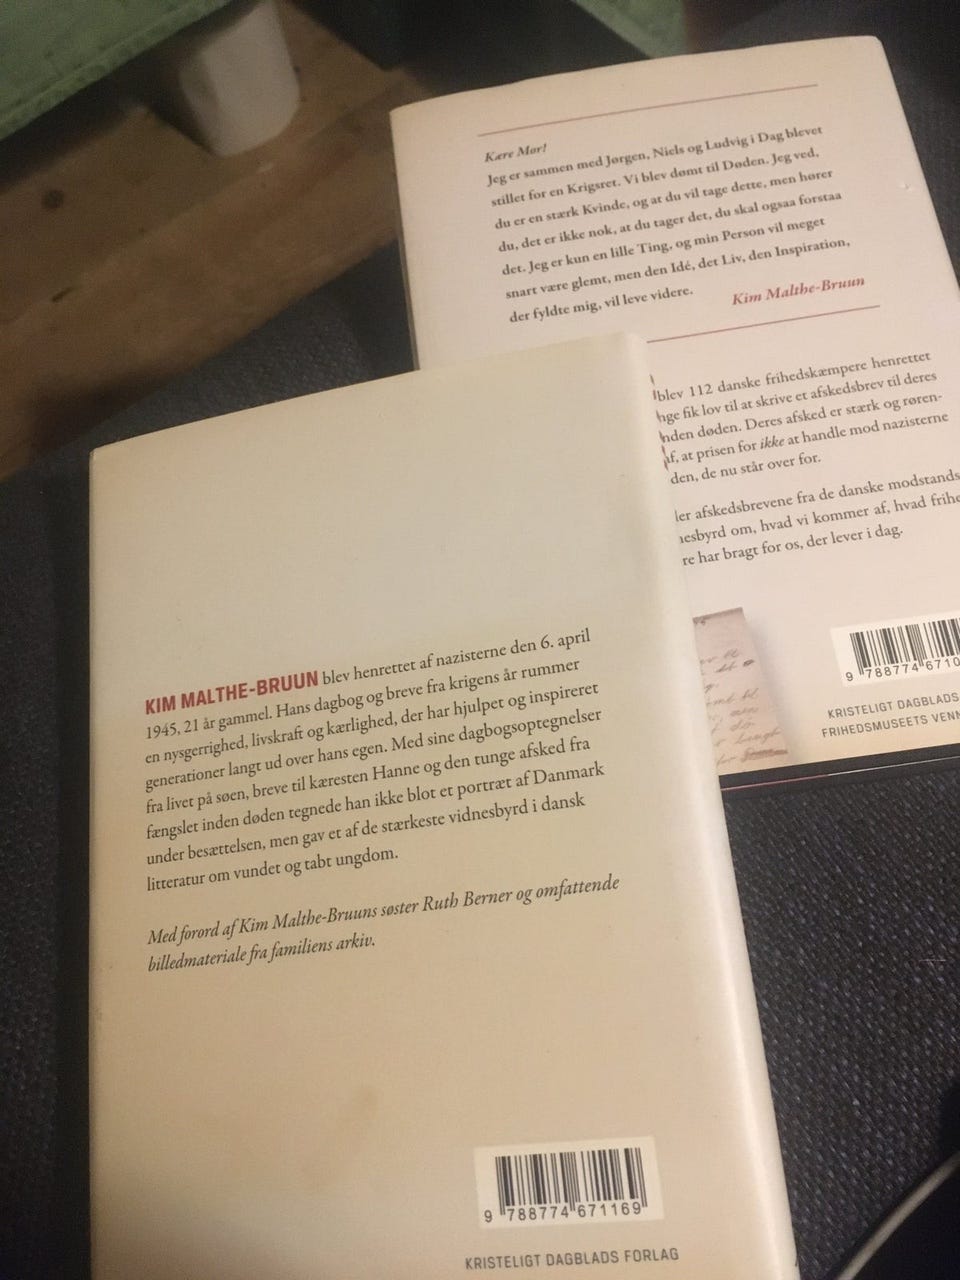 Kære Mor!
Jeg er sammen med Jørgen, Niels og Ludvig i Dag blevet
stillet for en Krigsret. Vi blev dømt til Døden. Jeg ved,
du er en stærk Kvinde, og at du vil tage dette, men hører
du, det er ikke nok, at du tager det, du skal ogsaa forstaa
det. Jeg er kun en lille Ting, og min Person vil meget
snart være glemt, men den Idé, det Liv, den Inspiration,
der fyldte mig, vil leve videre.
Kim Malthe-Bruun
blev 112 danske frihedskæmpere henrettet
nge fik lov til at skrive et afskedsbrev til deres
nden døden. Deres afsked er stærk og røren-
af, at prisen for ikke at handle mod nazisterne
den, de nu står over for.
ler afskedsbrevene fra de danske modstands
nesbyrd om, hvad vi kommer af, hvad frihe
re har bragt for os, der lever i dag.
9 788774 6710
KRISTELIGT DAGBLADS
FRIHEDSMUSEETS VENN
KIM MALTHE-BRUUN blev henrettet af nazisterne den 6. april
1945, 21 år gammel. Hans dagbog og breve fra krigens år rummer
en nysgerrighed, livskraft og kærlighed, der har hjulpet og inspireret
generationer langt ud over hans egen. Med sine dagbogsoptegnelser
fra livet på søen, breve til kæresten Hanne og den tunge afsked fra
fængslet inden døden tegnede han ikke blot et portræt af Danmark
under besættelsen, men gav et af de stærkeste vidnesbyrd i dansk
litteratur om vundet og tabt ungdom.
Med forord af Kim Malthe-Bruuns søster Ruth Berner og omfattende
billedmateriale fra familiens arkiv.
9 788774 671169
KRISTELIGT DAGBLADS FORLAG